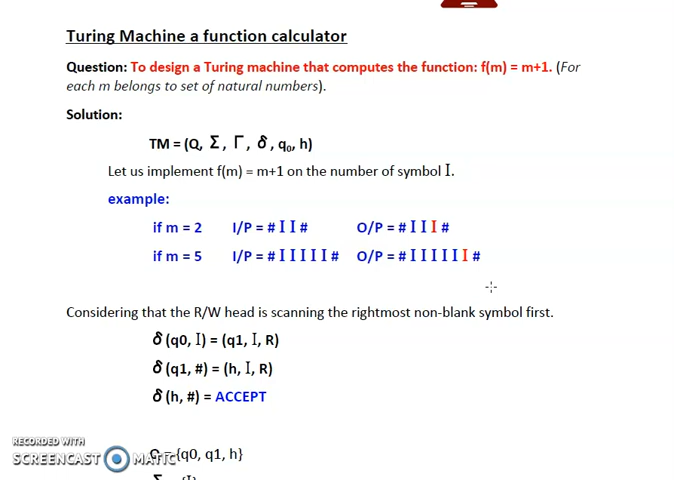 Turing Machine a function calculator
Question: To design a Turing machine that computes the function: f(m) = m+1. (For
each m belongs to set of natural numbers).
Solution:
TM = (Q, Σ, Γ, δ, q₀, h)
Let us implement f(m) = m+1 on the number of symbol I.
example:
if m = 2 I/P = # I I # O/P = # I I I #
if m = 5 I/P = # I I I I I # O/P = # I I I I I I #
Considering that the R/W head is scanning the rightmost non-blank symbol first.
δ (q0, I) = (q1, I, R)
δ (q1, #) = (h, I, R)
δ (h, #) = ACCEPT
RECORDED WITH
SCREENCAST MATIC
Q = {q0, q1, h}
Σ = {I}